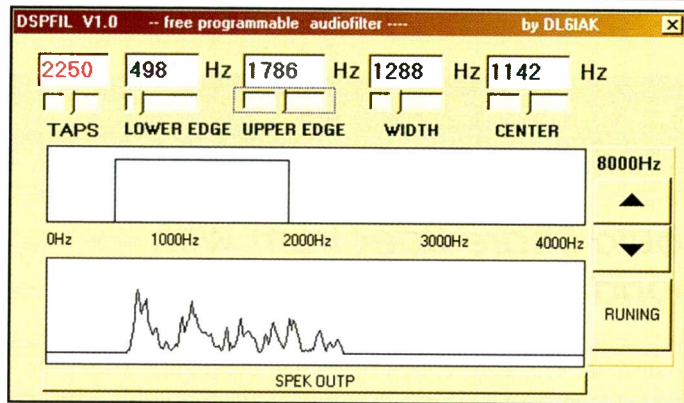 DSPFIL V1.0 -- free programmable audiofilter ---- by DL6IAK
2250 498 Hz 1786 Hz 1288 Hz 1142 Hz
TAPS LOWER EDGE UPPER EDGE WIDTH CENTER
8000Hz
0Hz 1000Hz 2000Hz 3000Hz 4000Hz
RUNING
SPEK OUTP